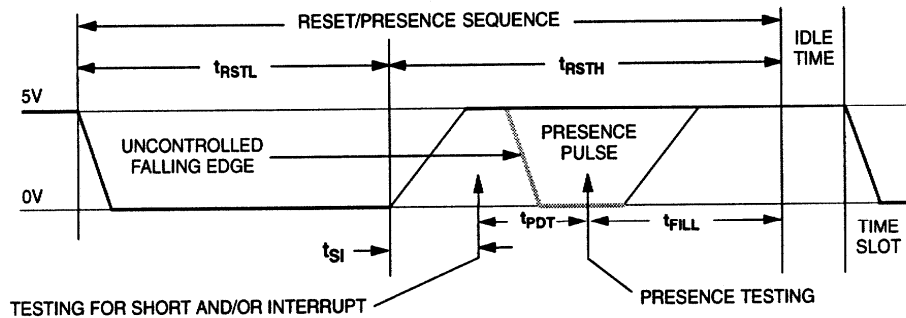 RESET/PRESENCE SEQUENCE
IDLE
TIME
tRSTL
tRSTH
5V
UNCONTROLLED
FALLING EDGE
PRESENCE
PULSE
0V
tPDT
tFILL
TIME
SLOT
tSI
TESTING FOR SHORT AND/OR INTERRUPT
PRESENCE TESTING